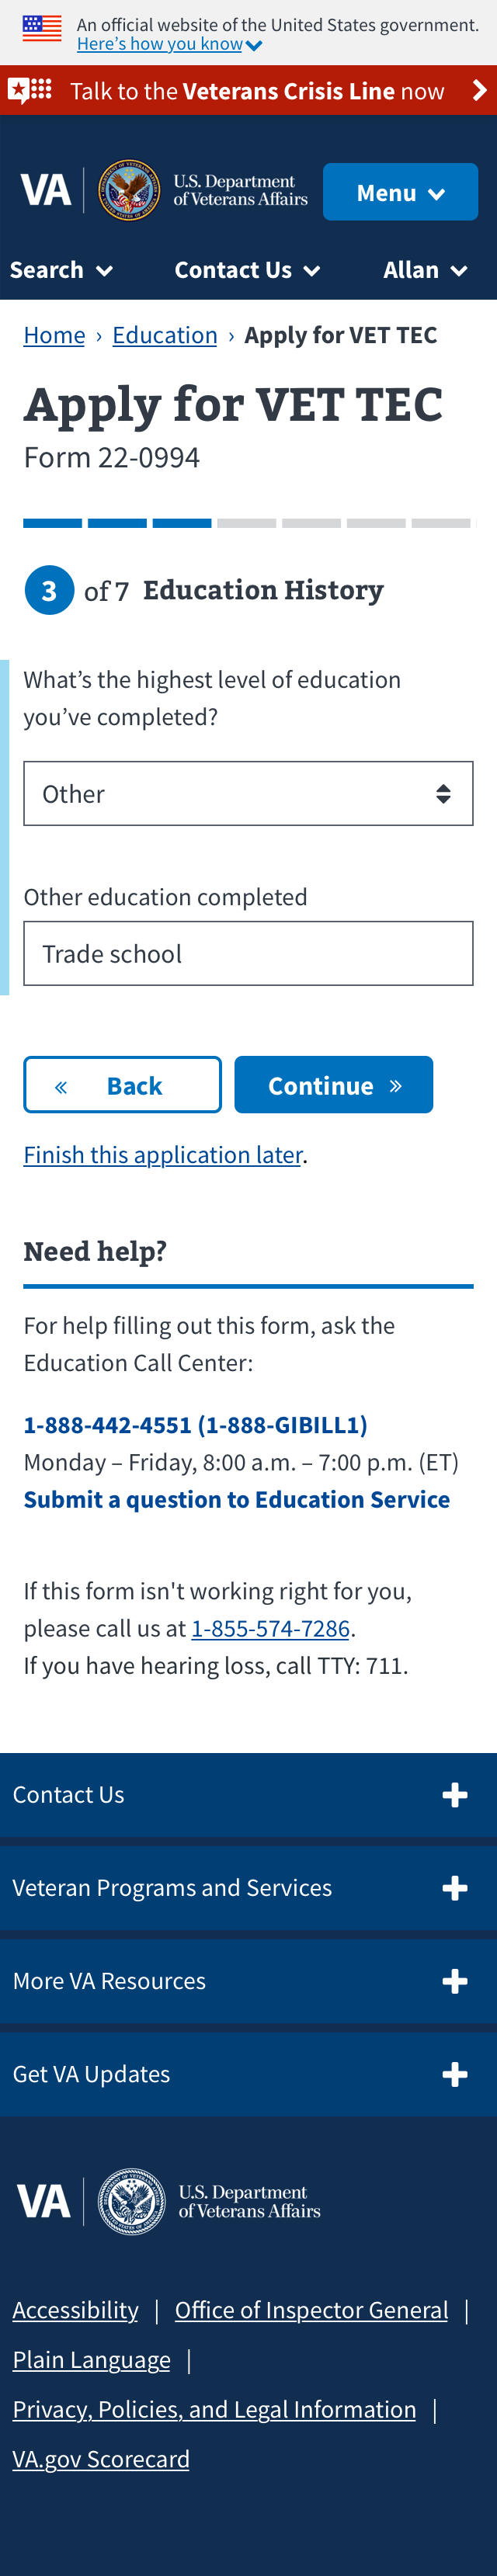 An official website of the United States government.
Here's how you know
Talk to the Veterans Crisis Line now
VA
U.S. Department
of Veterans Affairs
Menu
Search
Contact Us
Allan
Home › Education › Apply for VET TEC
Apply for VET TEC
Form 22-0994
3 of 7 Education History
What’s the highest level of education
you’ve completed?
Other
Other education completed
Trade school
« Back
Continue »
Finish this application later.
Need help?
For help filling out this form, ask the
Education Call Center:
1-888-442-4551 (1-888-GIBILL1)
Monday – Friday, 8:00 a.m. – 7:00 p.m. (ET)
Submit a question to Education Service
If this form isn't working right for you,
please call us at 1-855-574-7286.
If you have hearing loss, call TTY: 711.
Contact Us
Veteran Programs and Services
More VA Resources
Get VA Updates
VA
U.S. Department
of Veterans Affairs
Accessibility | Office of Inspector General |
Plain Language |
Privacy, Policies, and Legal Information |
VA.gov Scorecard